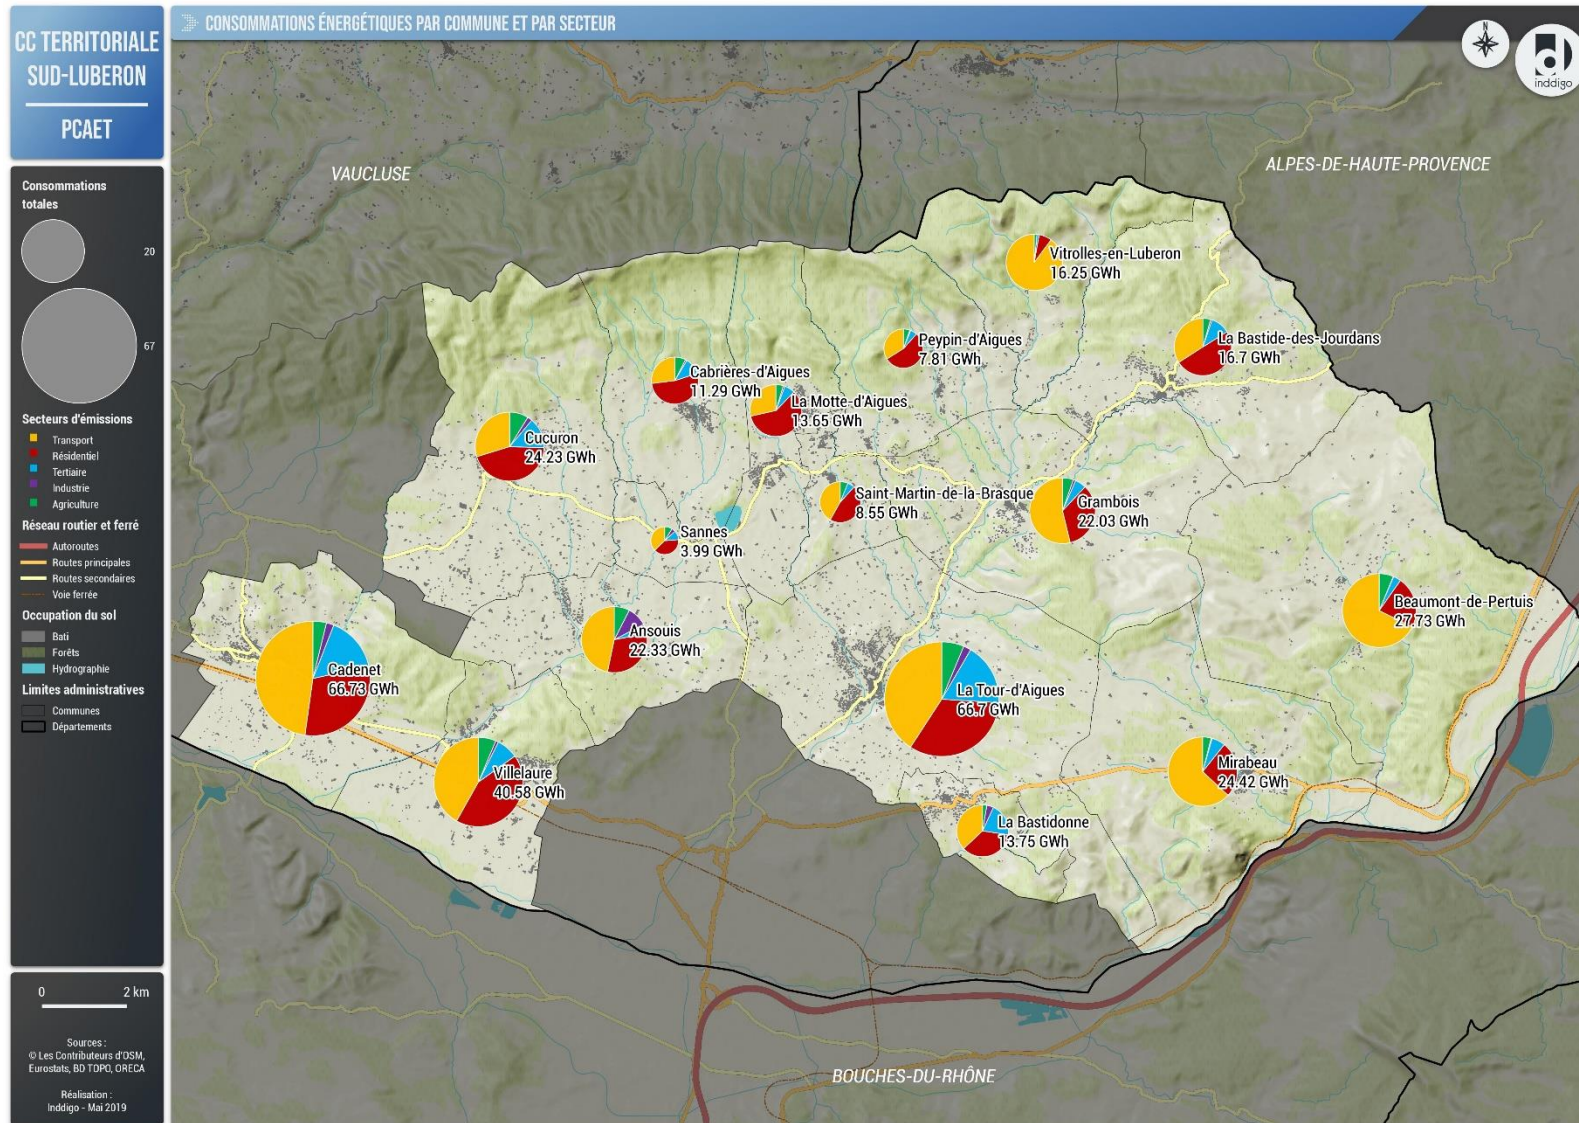 CC TERRITORIALE
SUD-LUBERON
PCAET
CONSOMMATIONS ÉNERGÉTIQUES PAR COMMUNE ET PAR SECTEUR
N
inddigo
Consommations
totales
20
67
Secteurs d'émissions
Transport
Résidentiel
Tertiaire
Industrie
Agriculture
Réseau routier et ferré
Autoroutes
Routes principales
Routes secondaires
Voie ferrée
Occupation du sol
Bati
Forêts
Hydrographie
Limites administratives
Communes
Départements
0 2 km
Sources :
© Les Contributeurs d'OSM,
Eurostats, BD TOPO, ORECA
Réalisation :
Inddigo - Mai 2019
VAUCLUSE
ALPES-DE-HAUTE-PROVENCE
Vitrolles-en-Luberon
16.25 GWh
Peypin-d'Aigues
7.81 GWh
La Bastide-des-Jourdans
16.7 GWh
Cabrières-d'Aigues
11.29 GWh
La Motte-d'Aigues
13.65 GWh
Cucuron
24.23 GWh
Saint-Martin-de-la-Brasque
8.55 GWh
Grambois
22.03 GWh
Sannes
3.99 GWh
Beaumont-de-Pertuis
27.73 GWh
Ansouis
22.33 GWh
Cadenet
66.73 GWh
La Tour-d'Aigues
66.7 GWh
Villelaure
40.58 GWh
Mirabeau
24.42 GWh
La Bastidonne
13.75 GWh
BOUCHES-DU-RHÔNE